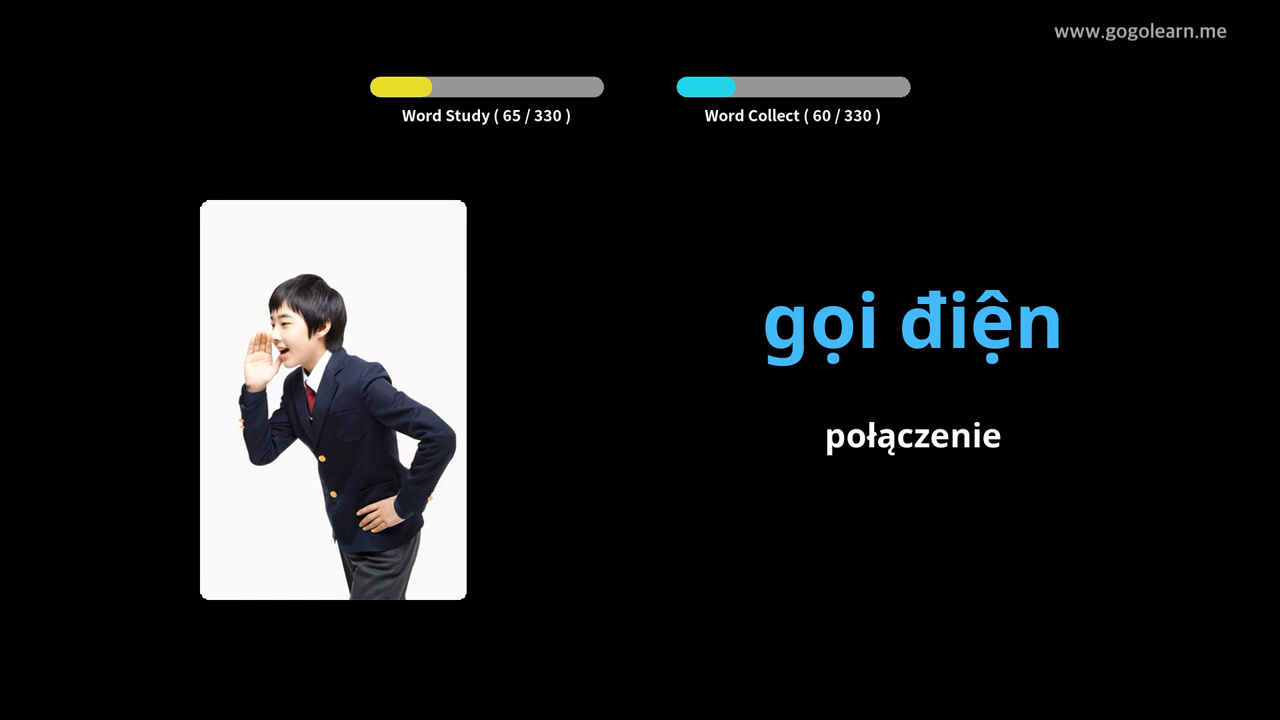 www.gogolearn.me
Word Study ( 65 / 330 )
Word Collect ( 60 / 330 )
gọi điện
połączenie